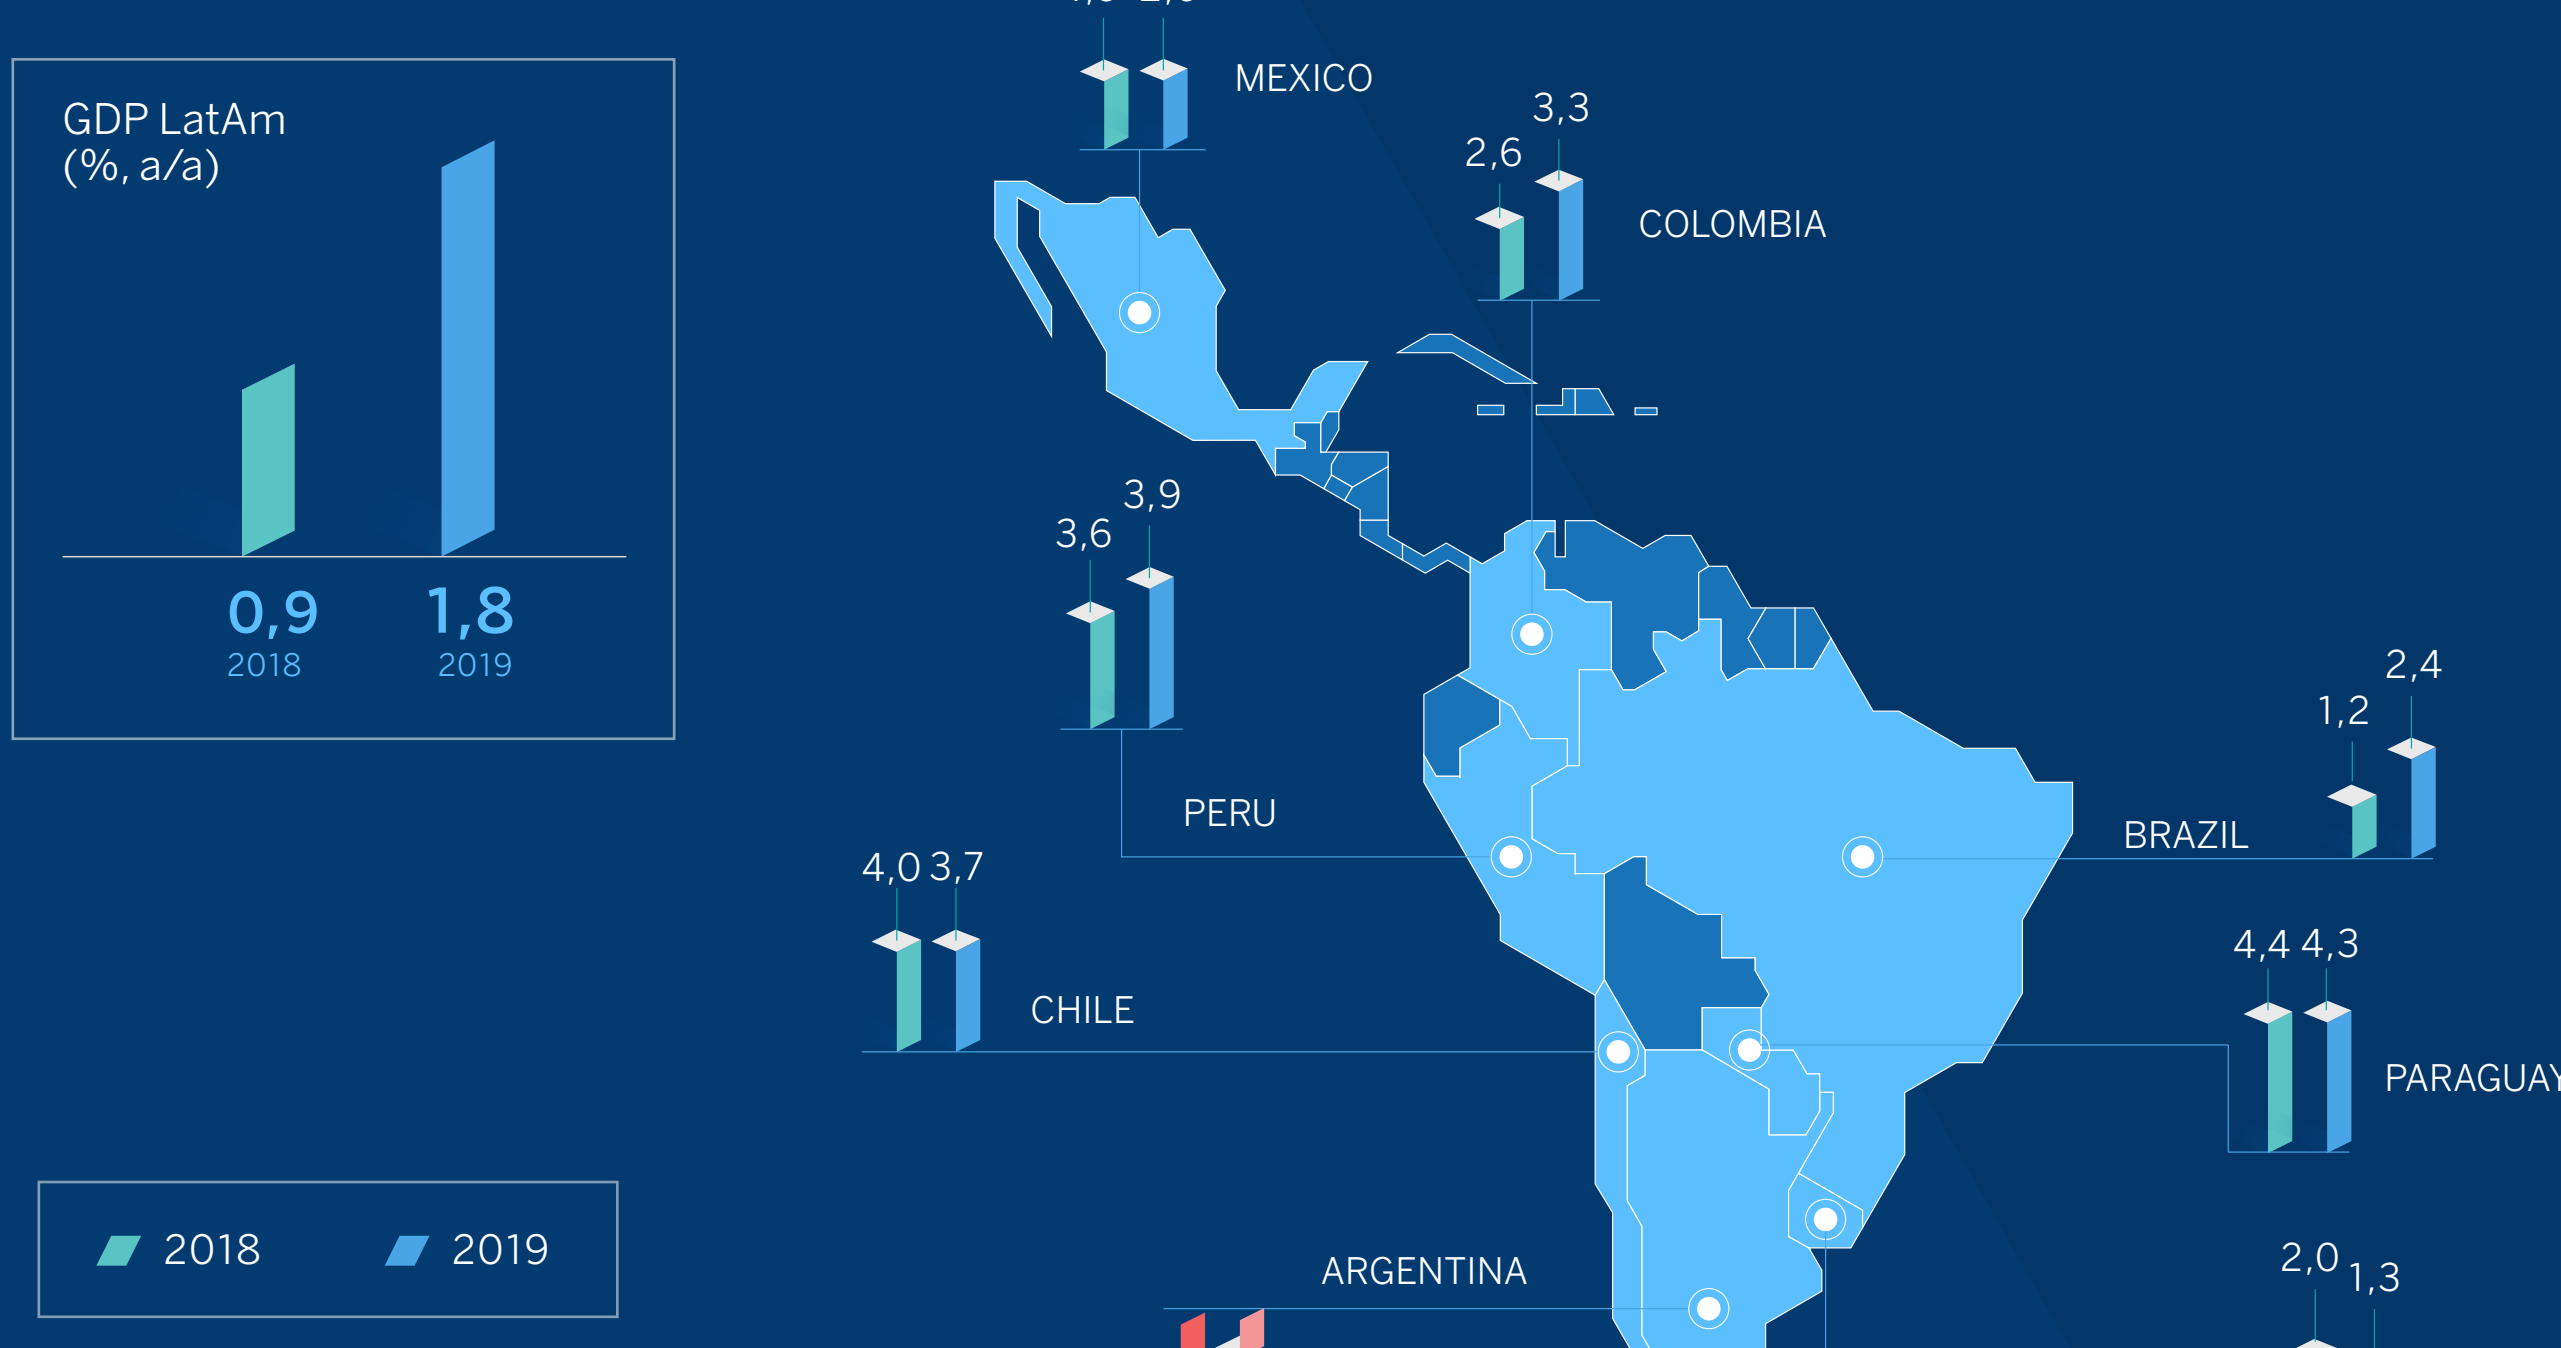 GDP LatAm
(%, a/a)
0,9 1,8
2018 2019
MEXICO
2,6 3,3
COLOMBIA
3,6 3,9
PERU
2,4
1,2
BRAZIL
4,0 3,7
CHILE
4,4 4,3
PARAGUAY
2018 2019
ARGENTINA
2,0 1,3